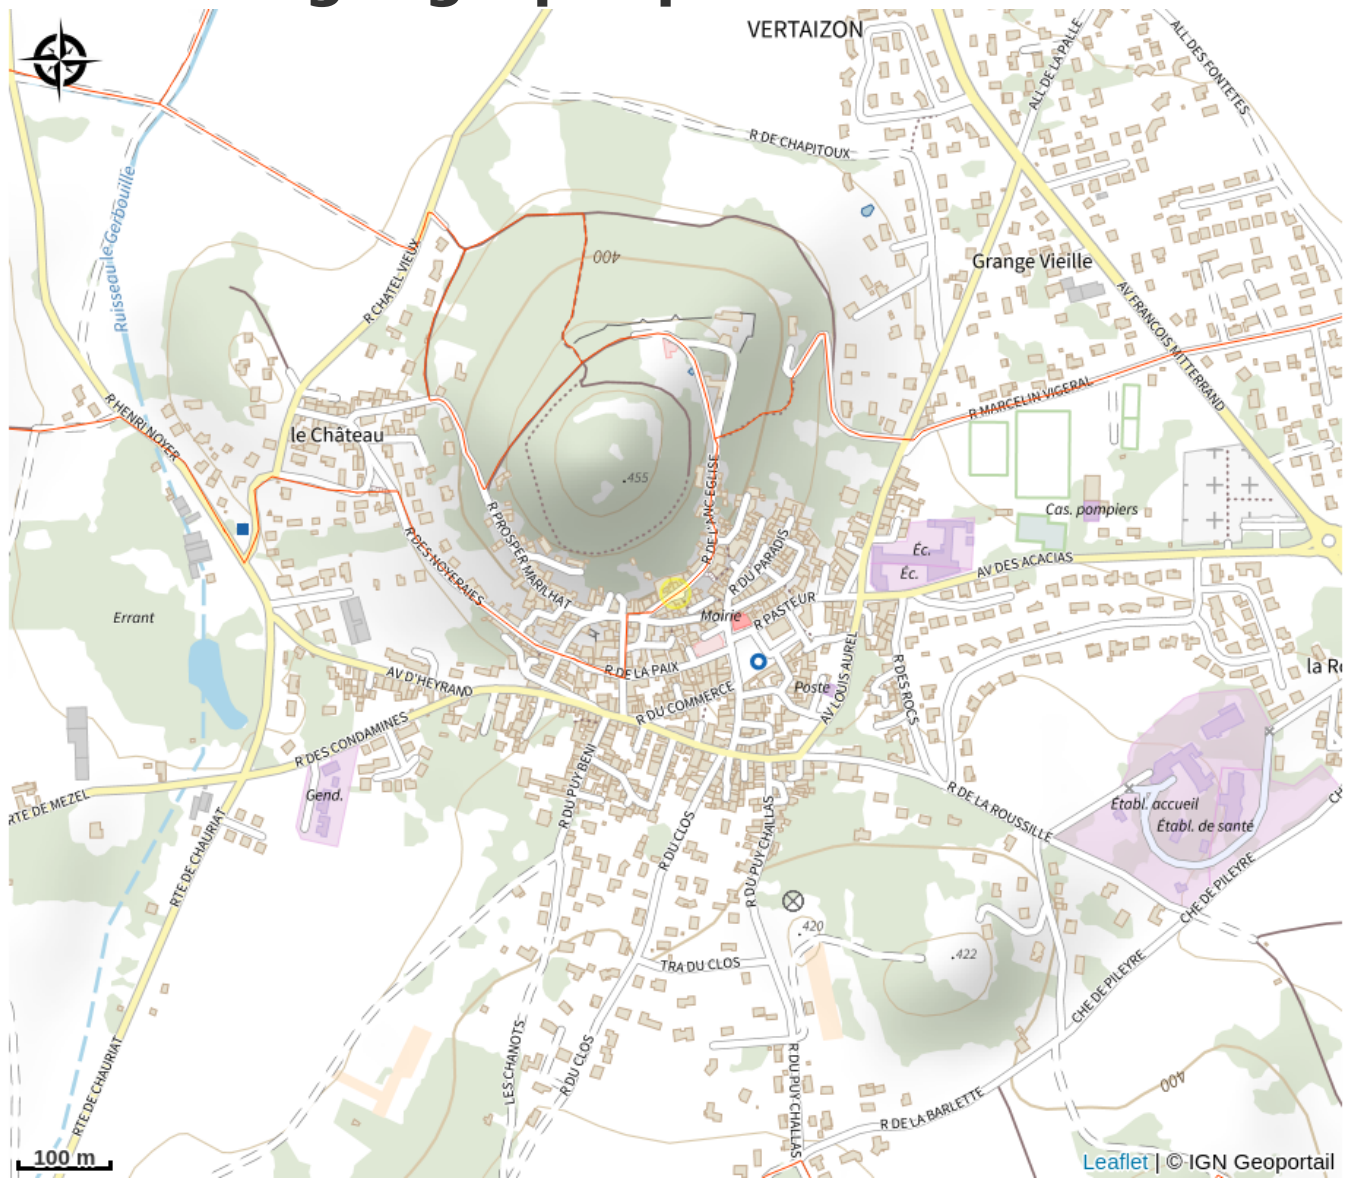 VERTAIZON
ALL DE LA PALLE
ALL DES FONTETES
R DE CHAPITOUX
Ruisseau le Gerbouille
R CHATEL VIEUX
400
Grange Vieille
AV FRANCOIS MITTERRAND
R MARCELIN VIGERAL
R HENRI NOYER
le Château
.455
R DE L'ANC EGLISE
R PROSPER MARILHAT
R DES NOYERAIES
R DU PARADIS
Cas. pompiers
Éc.
Éc.
AV DES ACACIAS
Errant
Mairie
R PASTEUR
R DE LA PAIX
AV D'HEYRAND
R DU COMMERCE
Poste
AV LOUIS AUREL
R DES ROCS
R DES CONDAMINES
RTE DE MEZEL
Gend.
R DU PUY BENI
R DU CLOS
R DU PUY CHALLAS
R DE LA ROUSSILLE
Établ. accueil
Établ. de santé
CHE DE PILEYRE
RTE DE CHAURIAT
.420
.422
TRA DU CLOS
CHE DE PILEYRE
LES CHANOTS
R DU CLOS
R DU PUY CHALLAS
RTE DE CHAURIAT
400
R DE LA BARLETTE
100 m
Leaflet | © IGN Geoportail